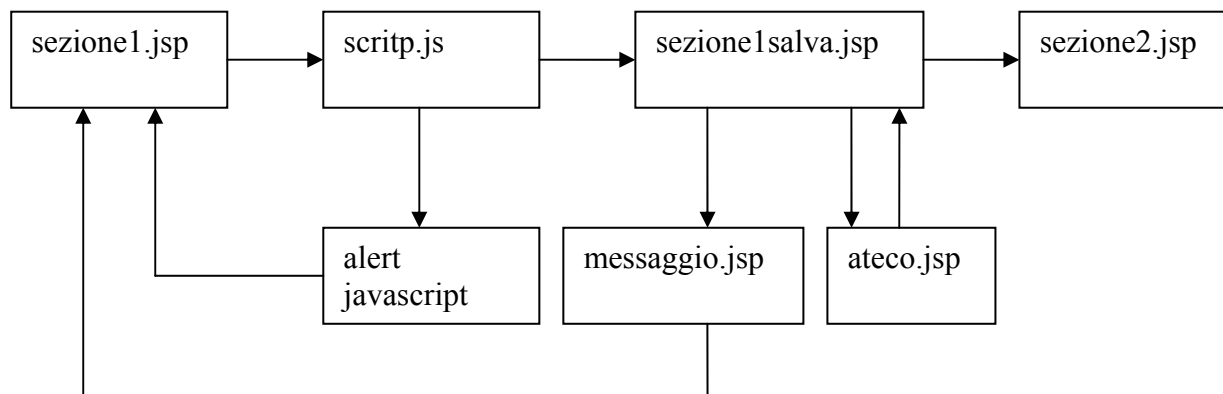 sezione1.jsp
scritp.js
sezione1salva.jsp
sezione2.jsp
alert
javascript
messaggio.jsp
ateco.jsp